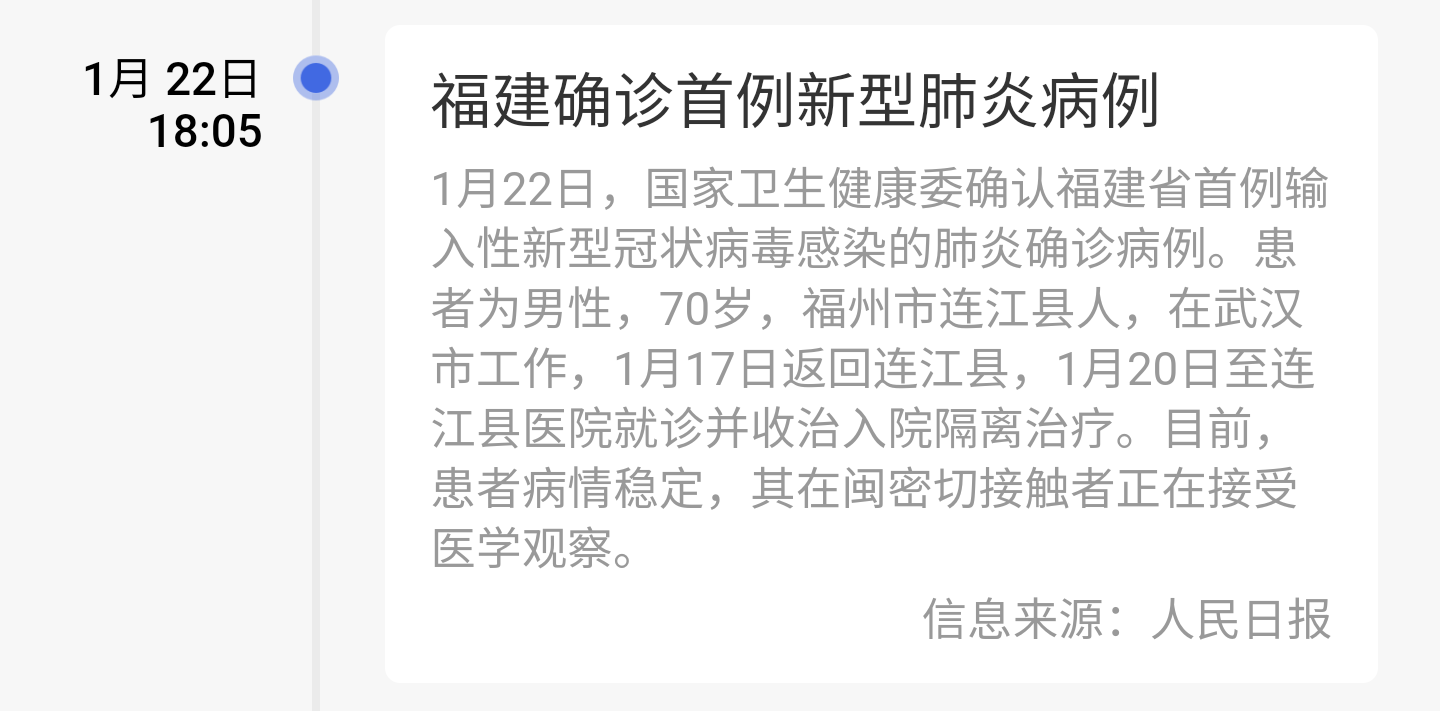 1月 22日
18:05
福建确诊首例新型肺炎病例
1月22日，国家卫生健康委确认福建省首例输
入性新型冠状病毒感染的肺炎确诊病例。患
者为男性，70岁，福州市连江县人，在武汉
市工作，1月17日返回连江县，1月20日至连
江县医院就诊并收治入院隔离治疗。目前，
患者病情稳定，其在闽密切接触者正在接受
医学观察。
信息来源：人民日报